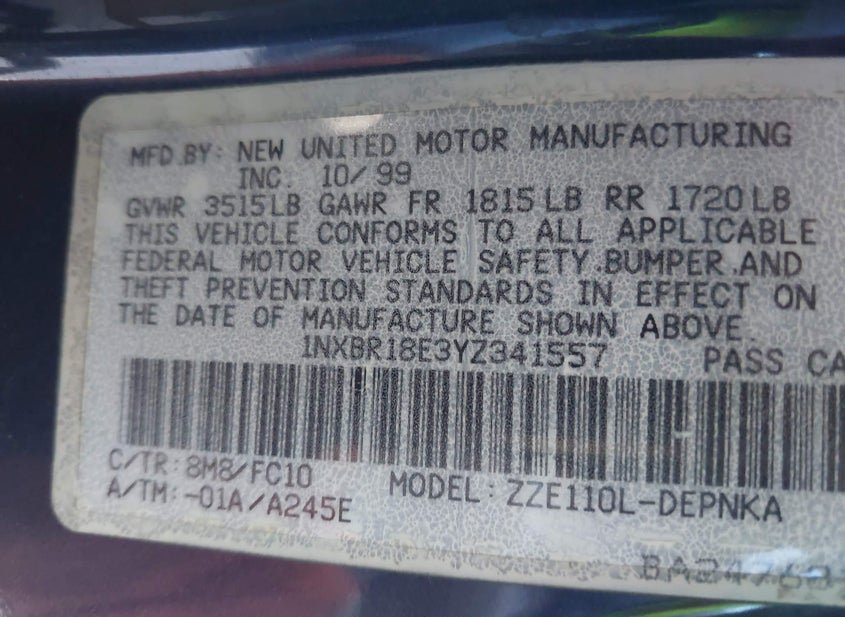 MFD.BY: NEW UNITED MOTOR MANUFACTURING
INC. 10/99
GVWR 3515LB GAWR FR 1815LB RR 1720LB
THIS VEHICLE CONFORMS TO ALL APPLICABLE
FEDERAL MOTOR VEHICLE SAFETY.BUMPER.AND
THEFT PREVENTION STANDARDS IN EFFECT ON
THE DATE OF MANUFACTURE SHOWN ABOVE.
1NXBR18E3YZ341557 PASS CA
C/TR: 8M8/FC10
A/TM: -01A/A245E
MODEL: ZZE110L-DEPNKA